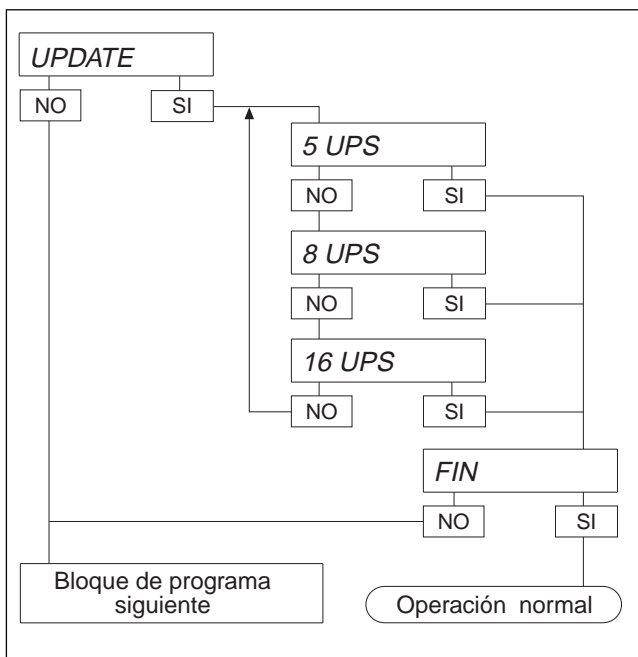 UPDATE
NO
SI
5 UPS
NO
SI
8 UPS
NO
SI
16 UPS
NO
SI
FIN
NO
SI
Bloque de programa
siguiente
Operación normal